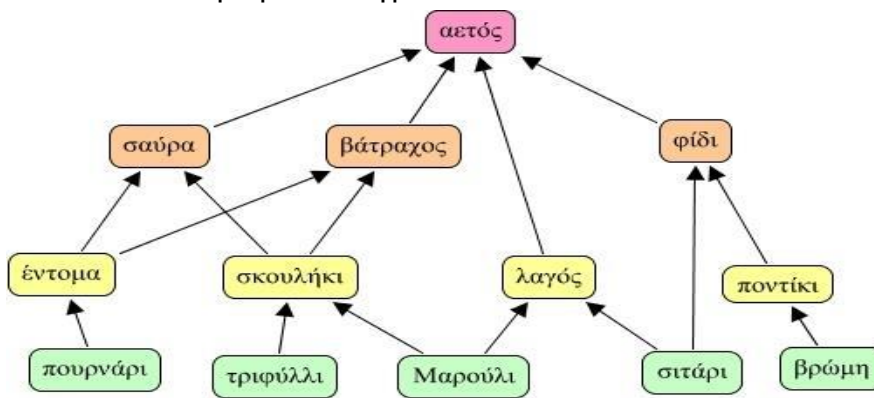 αετός
σαύρα
βάτραχος
φίδι
έντομα
σκουλήκι
λαγός
ποντίκι
πουρνάρι
τριφύλλι
Μαρούλι
σιτάρι
βρώμη